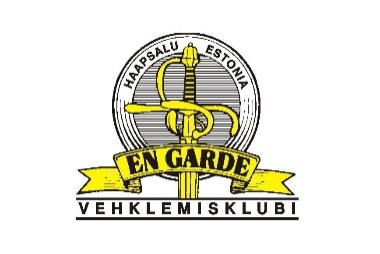 HAAPSALU ESTONIA
EN GARDE
VEHKLEMISKLUBI